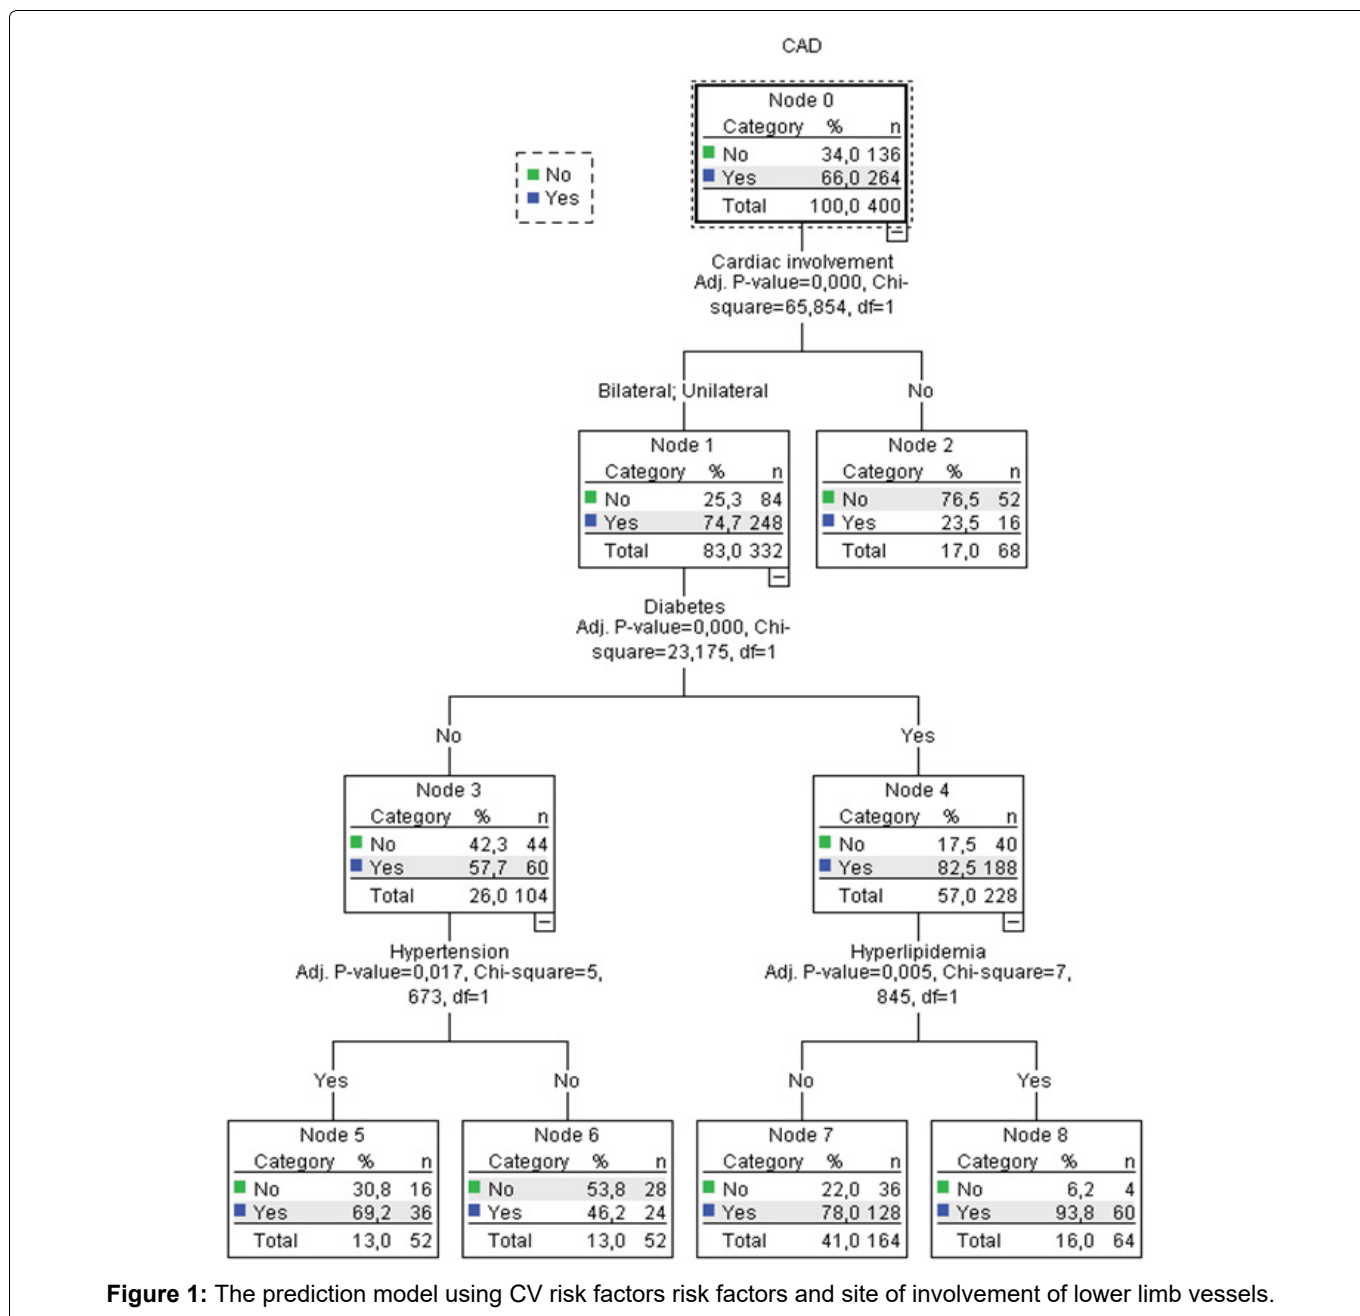 CAD
Node 0
Category % n
No 34,0 136
Yes 66,0 264
Total 100,0 400
No
Yes
Cardiac involvement
Adj. P-value=0,000, Chi-
square=65,854, df=1
Bilateral; Unilateral
No
Node 1
Category % n
No 25,3 84
Yes 74,7 248
Total 83,0 332
Node 2
Category % n
No 76,5 52
Yes 23,5 16
Total 17,0 68
Diabetes
Adj. P-value=0,000, Chi-
square=23,175, df=1
No
Yes
Node 3
Category % n
No 42,3 44
Yes 57,7 60
Total 26,0 104
Node 4
Category % n
No 17,5 40
Yes 82,5 188
Total 57,0 228
Hypertension
Adj. P-value=0,017, Chi-square=5,
673, df=1
Hyperlipidemia
Adj. P-value=0,005, Chi-square=7,
845, df=1
Yes
No
No
Yes
Node 5
Category % n
No 30,8 16
Yes 69,2 36
Total 13,0 52
Node 6
Category % n
No 53,8 28
Yes 46,2 24
Total 13,0 52
Node 7
Category % n
No 22,0 36
Yes 78,0 128
Total 41,0 164
Node 8
Category % n
No 6,2 4
Yes 93,8 60
Total 16,0 64
Figure 1: The prediction model using CV risk factors risk factors and site of involvement of lower limb vessels.